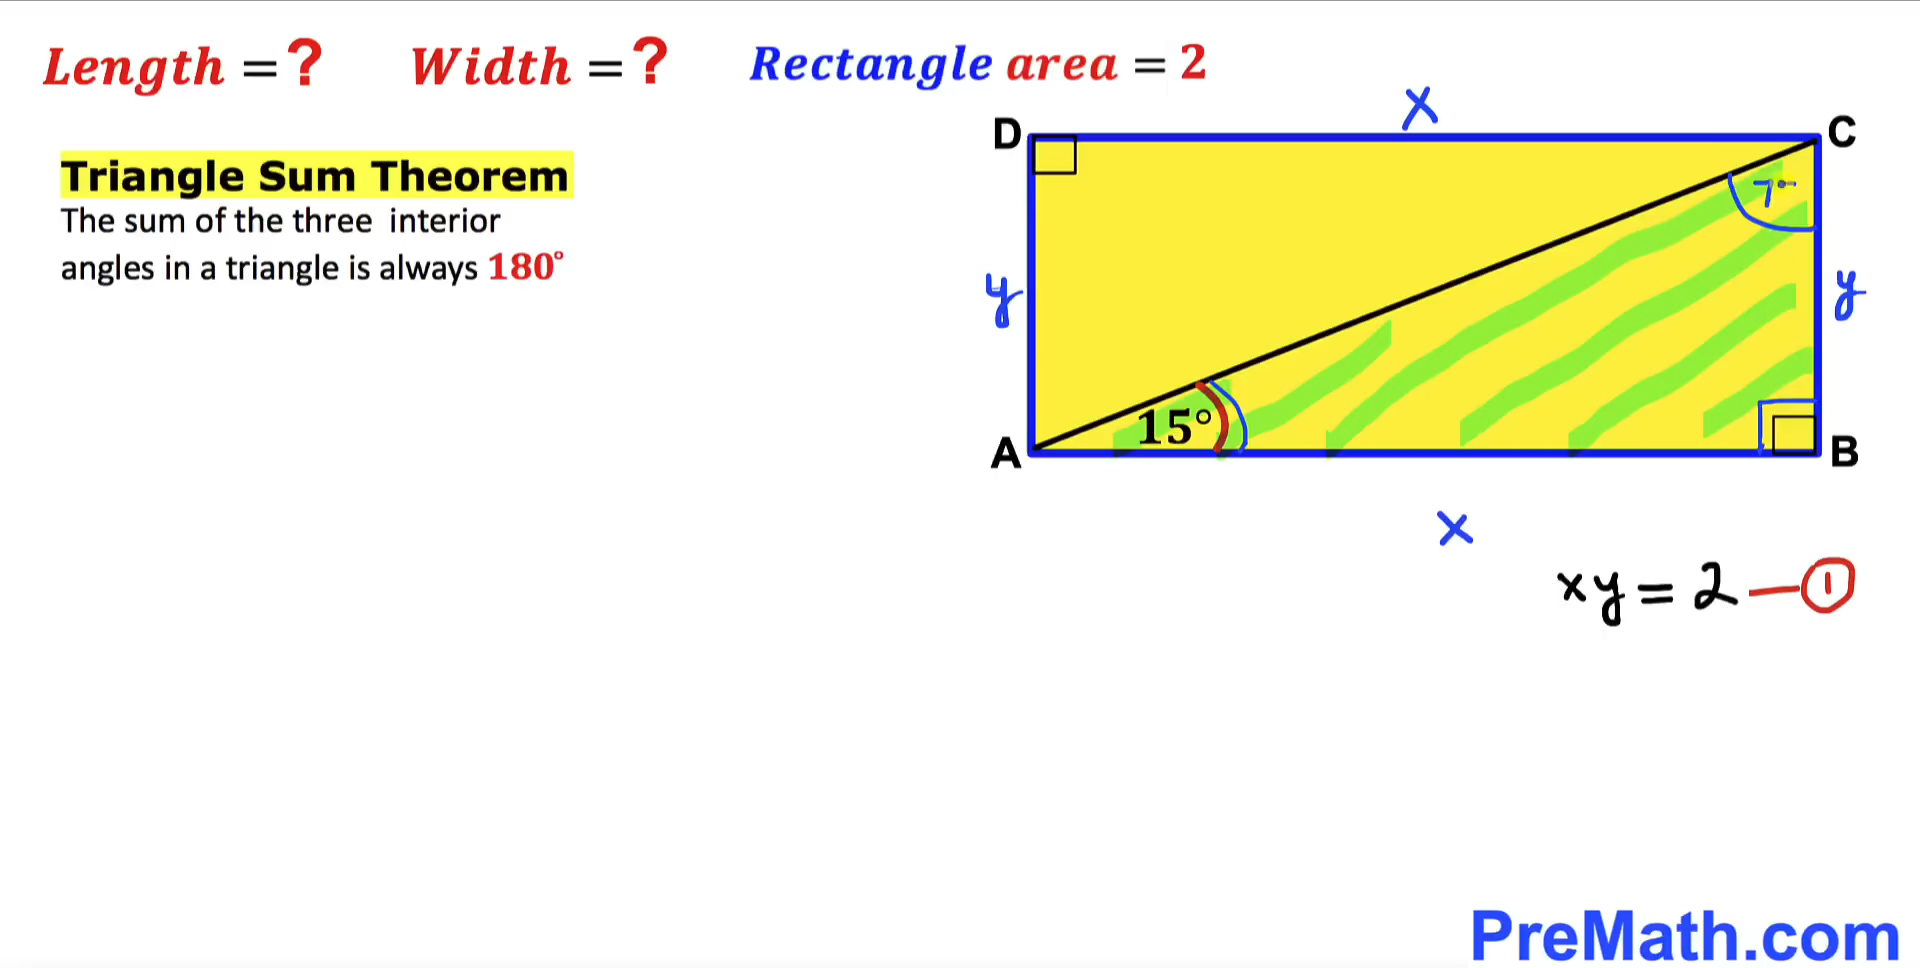 Length = ? Width = ? Rectangle area = 2
x
D C
Triangle Sum Theorem
7°
The sum of the three interior
angles in a triangle is always 180°
y y
15°
A B
x
xy = 2 — ①
PreMath.com